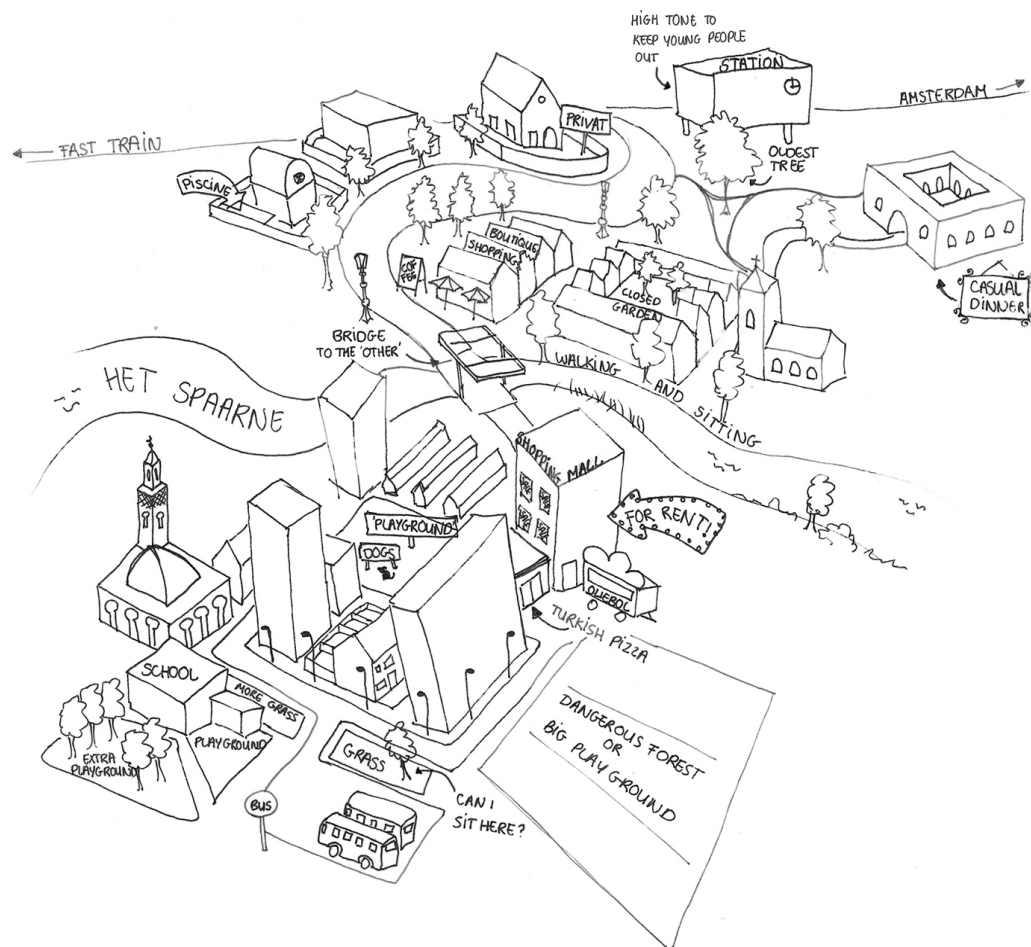 HIGH TONE TO
KEEP YOUNG PEOPLE
OUT
STATION
AMSTERDAM
FAST TRAIN
PRIVAT
OLDEST
TREE
PISCINE
BOUTIQUE
SHOPPING
COF
FEE
CLOSED
GARDEN
CASUAL
DINNER
BRIDGE
TO THE 'OTHER'
WALKING AND SITTING
HET SPAARNE
SHOPPING MALL
FOR RENT!
'PLAYGROUND'
DOGS
TURKISH PIZZA
SCHOOL
MORE GRASS
PLAYGROUND
EXTRA
PLAYGROUND
GRASS
DANGEROUS FOREST
OR
BIG PLAY GROUND
BUS
CAN I
SIT HERE?